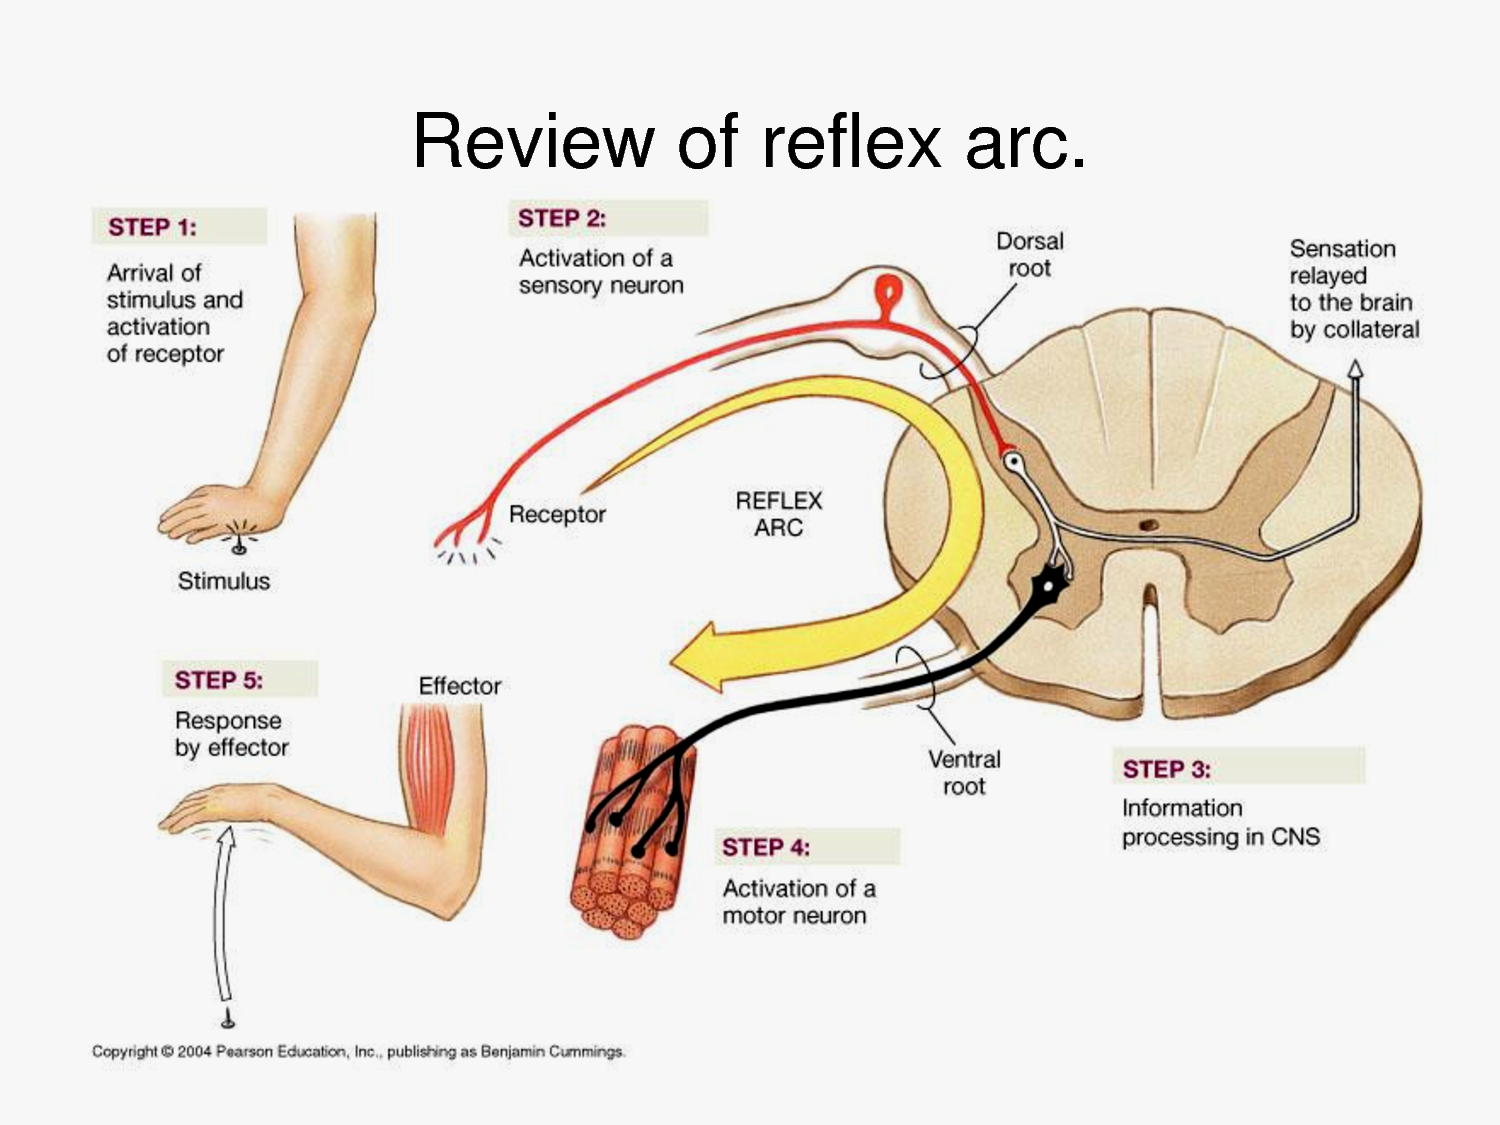 Review of reflex arc.
STEP 1:
Arrival of
stimulus and
activation
of receptor
Stimulus
STEP 2:
Activation of a
sensory neuron
Dorsal
root
Sensation
relayed
to the brain
by collateral
Receptor
REFLEX
ARC
STEP 5:
Response
by effector
Effector
Ventral
root
STEP 3:
Information
processing in CNS
STEP 4:
Activation of a
motor neuron
Copyright © 2004 Pearson Education, Inc., publishing as Benjamin Cummings.